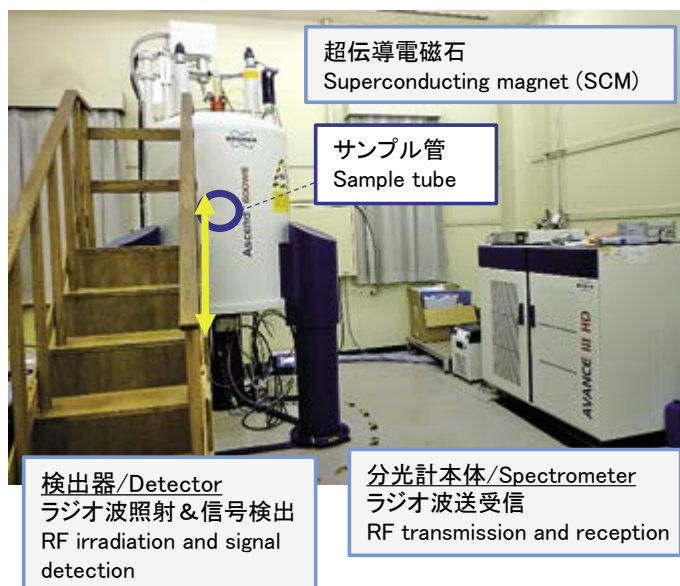 超伝導電磁石
Superconducting magnet (SCM)
サンプル管
Sample tube
BRUKER
Ascend 600WB
AVANCE III HD
検出器/Detector
ラジオ波照射＆信号検出
RF irradiation and signal
detection
分光計本体/Spectrometer
ラジオ波送受信
RF transmission and reception